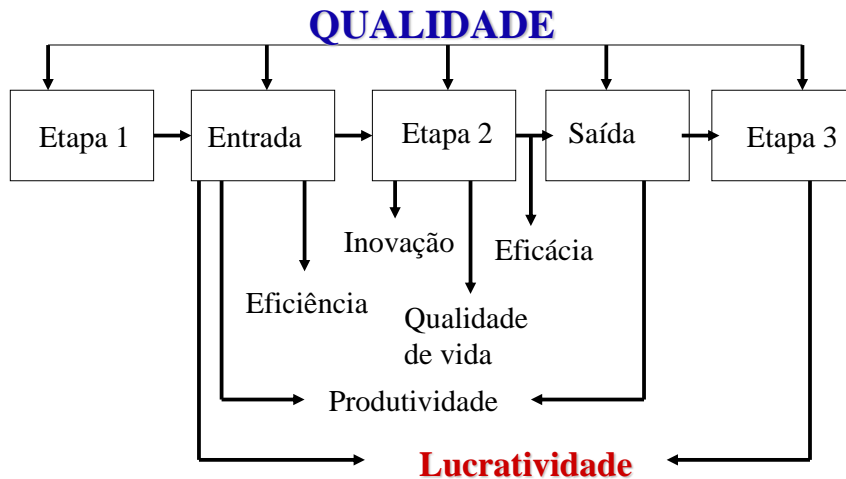 QUALIDADE
Etapa 1
Entrada
Etapa 2
Saída
Etapa 3
Inovação
Eficácia
Eficiência
Qualidade
de vida
Produtividade
Lucratividade